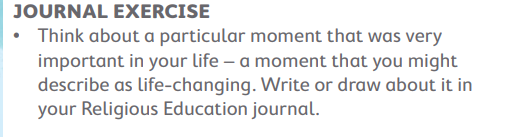 JOURNAL EXERCISE
• Think about a particular moment that was very
important in your life – a moment that you might
describe as life-changing. Write or draw about it in
your Religious Education journal.